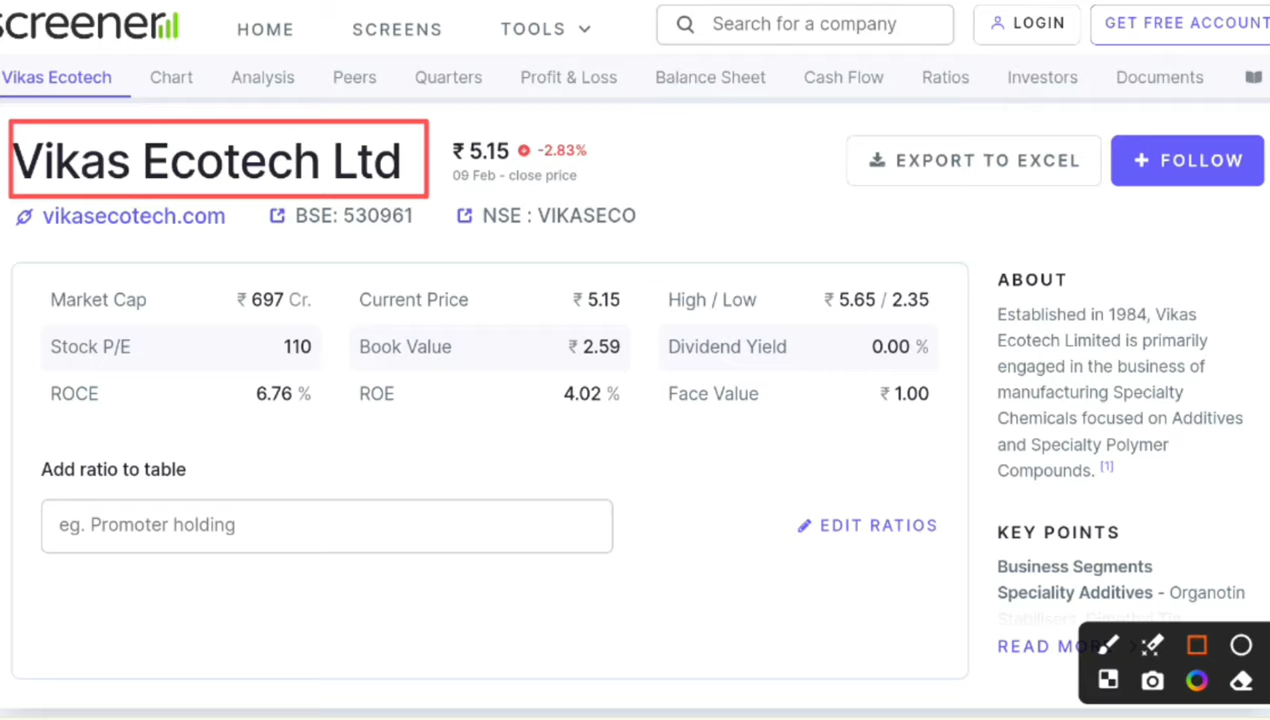 screener
HOME SCREENS TOOLS Search for a company LOGIN GET FREE ACCOUNT
Vikas Ecotech Chart Analysis Peers Quarters Profit & Loss Balance Sheet Cash Flow Ratios Investors Documents
Vikas Ecotech Ltd
₹ 5.15 -2.83%
09 Feb - close price
EXPORT TO EXCEL
+ FOLLOW
vikasecotech.com BSE: 530961 NSE : VIKASECO
Market Cap ₹ 697 Cr. Current Price ₹ 5.15 High / Low ₹ 5.65 / 2.35
Stock P/E 110 Book Value ₹ 2.59 Dividend Yield 0.00 %
ROCE 6.76 % ROE 4.02 % Face Value ₹ 1.00
Add ratio to table
eg. Promoter holding
EDIT RATIOS
ABOUT
Established in 1984, Vikas
Ecotech Limited is primarily
engaged in the business of
manufacturing Specialty
Chemicals focused on Additives
and Specialty Polymer
Compounds. [1]
KEY POINTS
Business Segments
Speciality Additives - Organotin
Stabilisers, Dimethyl Tin
READ MORE